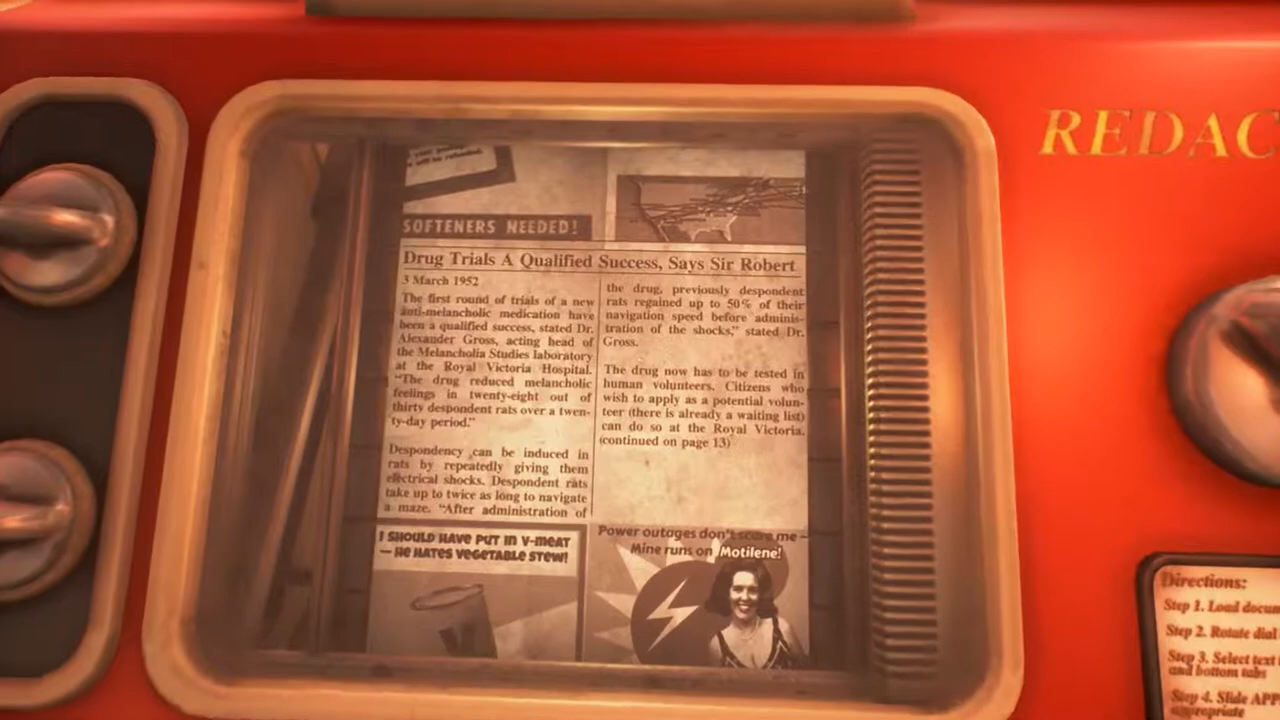 will be refunded.
SOFTENERS NEEDED!
Drug Trials A Qualified Success, Says Sir Robert
3 March 1952
The first round of trials of a new
anti-melancholic medication have
been a qualified success, stated Dr.
Alexander Gross, acting head of
the Melancholia Studies laboratory
at the Royal Victoria Hospital.
"The drug reduced melancholic
feelings in twenty-eight out of
thirty despondent rats over a twen-
ty-day period."
Despondency can be induced in
rats by repeatedly giving them
electrical shocks. Despondent rats
take up to twice as long to navigate
a maze. "After administration of
the drug, previously despondent
rats regained up to 50% of their
navigation speed before adminis-
tration of the shocks," stated Dr.
Gross.
The drug now has to be tested in
human volunteers. Citizens who
wish to apply as a potential volun-
teer (there is already a waiting list)
can do so at the Royal Victoria.
(continued on page 13)
I SHOULD HAVE PUT IN V-MEAT
— HE HATES VEGETABLE STEW!
Power outages don't scare me –
Mine runs on Motilene!
REDAC
Directions:
Step 1. Load
Step 2. Rotate dial
Step 3. Select text
and bottom tabs
Step 4. Slide
appropriate